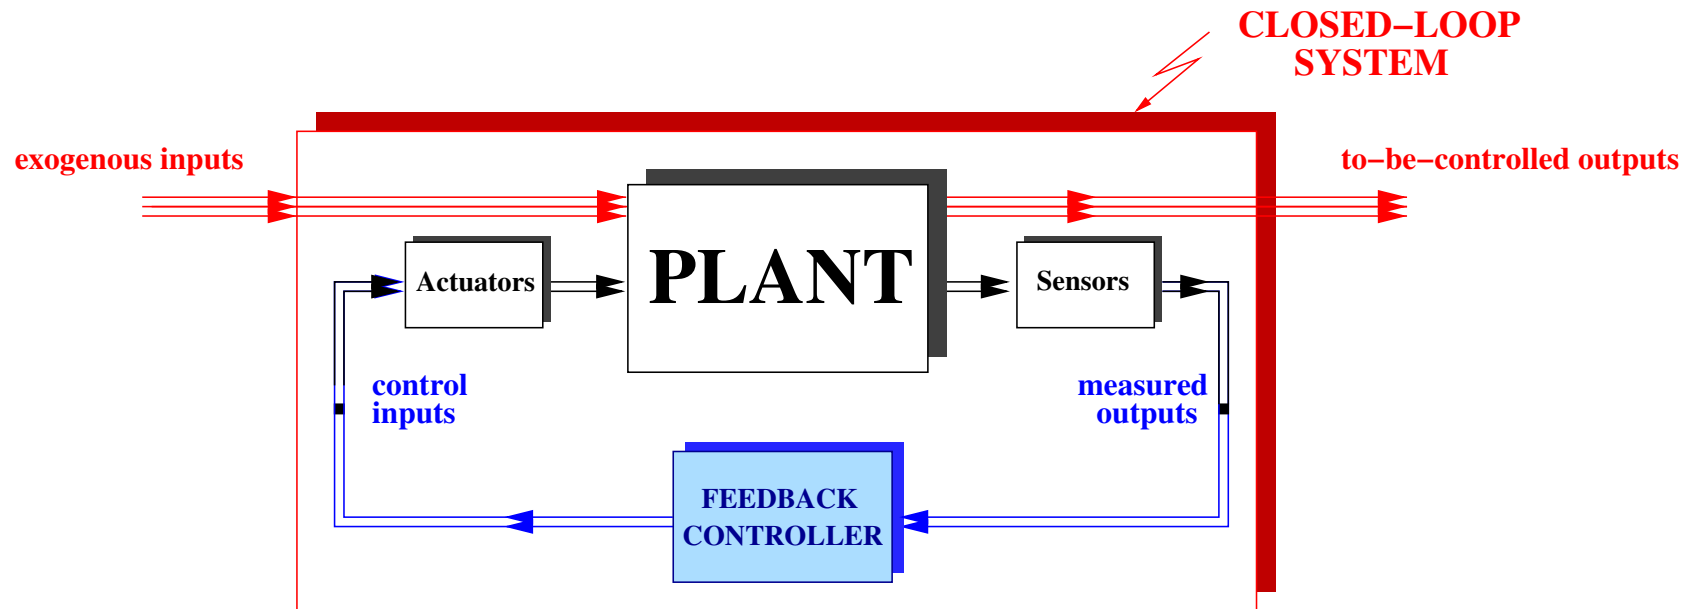 CLOSED−LOOP
SYSTEM
exogenous inputs
to−be−controlled outputs
PLANT
Actuators
Sensors
control
inputs
measured
outputs
FEEDBACK
CONTROLLER